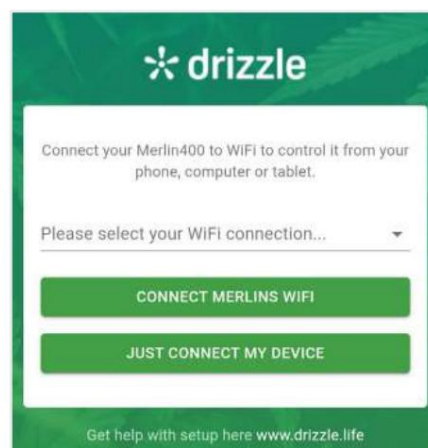 drizzle
Connect your Merlin400 to WiFi to control it from your
phone, computer or tablet.
Please select your WiFi connection...
CONNECT MERLINS WIFI
JUST CONNECT MY DEVICE
Get help with setup here www.drizzle.life